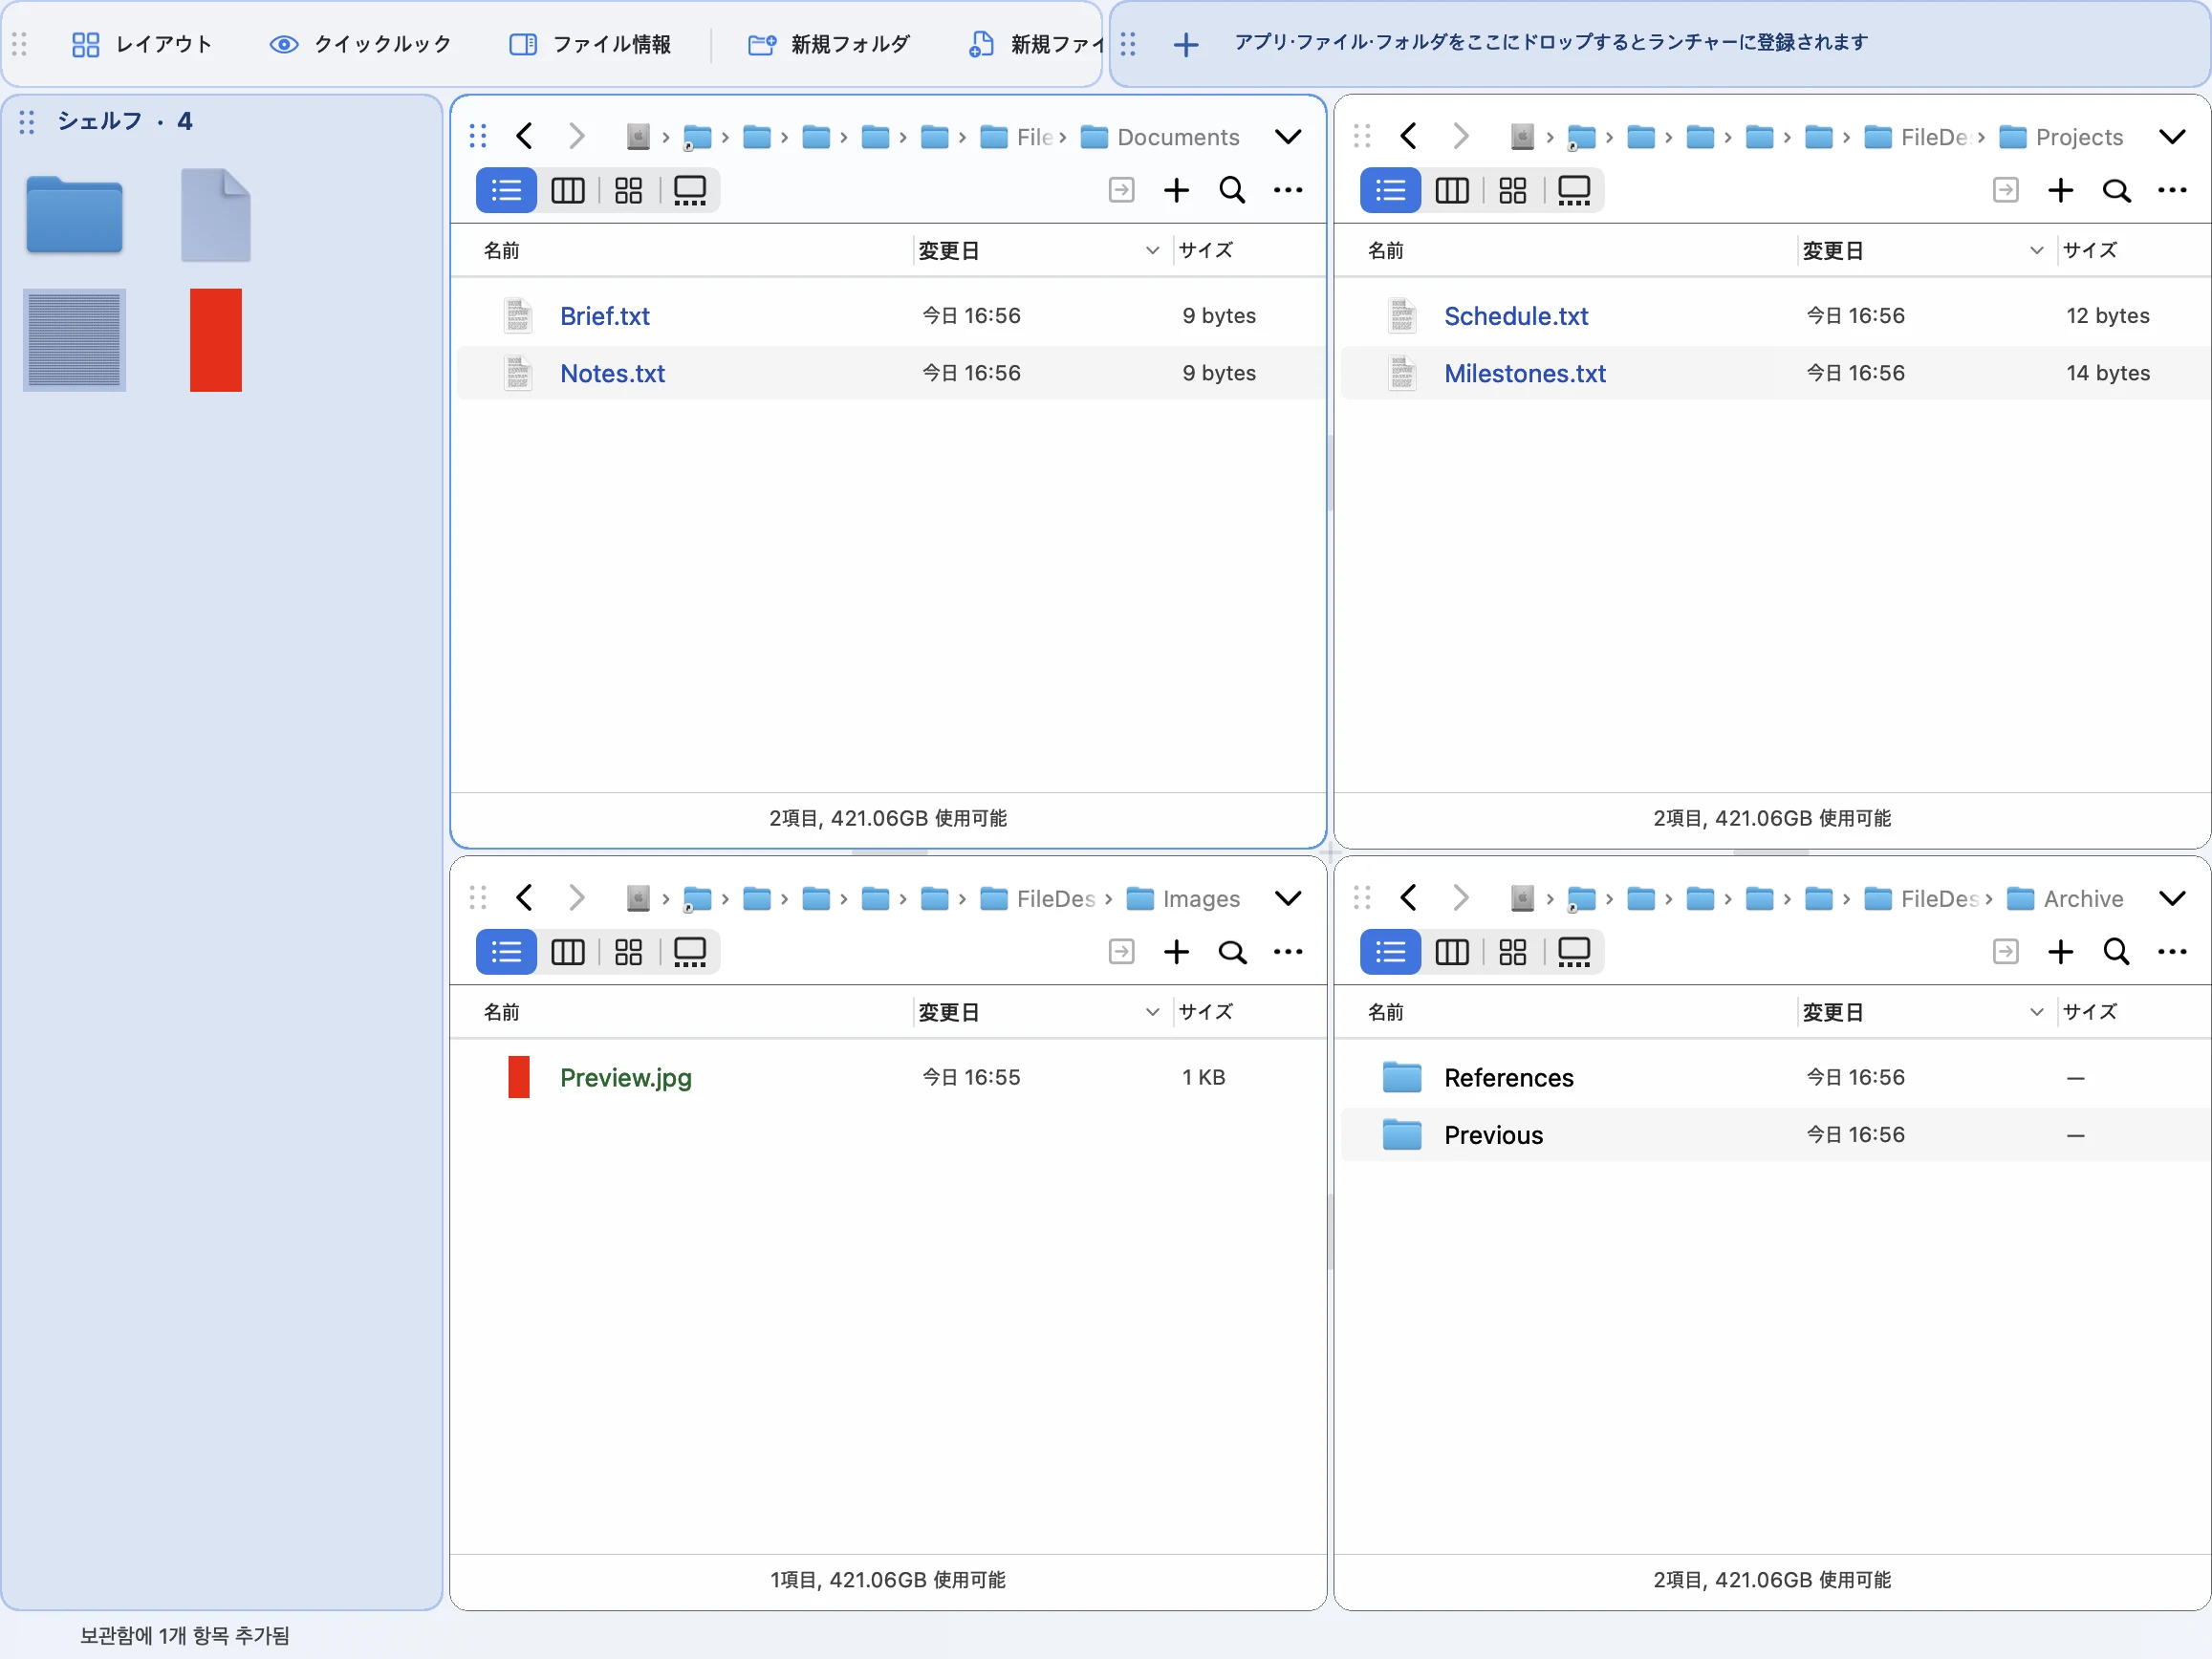 レイアウト クイックルック ファイル情報 新規フォルダ 新規ファイ
アプリ·ファイル·フォルダをここにドロップするとランチャーに登録されます
シェルフ · 4
File Documents
名前 変更日 サイズ
Brief.txt 今日 16:56 9 bytes
Notes.txt 今日 16:56 9 bytes
2項目, 421.06GB 使用可能
FileDe Projects
名前 変更日 サイズ
Schedule.txt 今日 16:56 12 bytes
Milestones.txt 今日 16:56 14 bytes
2項目, 421.06GB 使用可能
FileDes Images
名前 変更日 サイズ
Preview.jpg 今日 16:55 1 KB
1項目, 421.06GB 使用可能
FileDes Archive
名前 変更日 サイズ
References 今日 16:56 —
Previous 今日 16:56 —
2項目, 421.06GB 使用可能
보관함에 1개 항목 추가됨